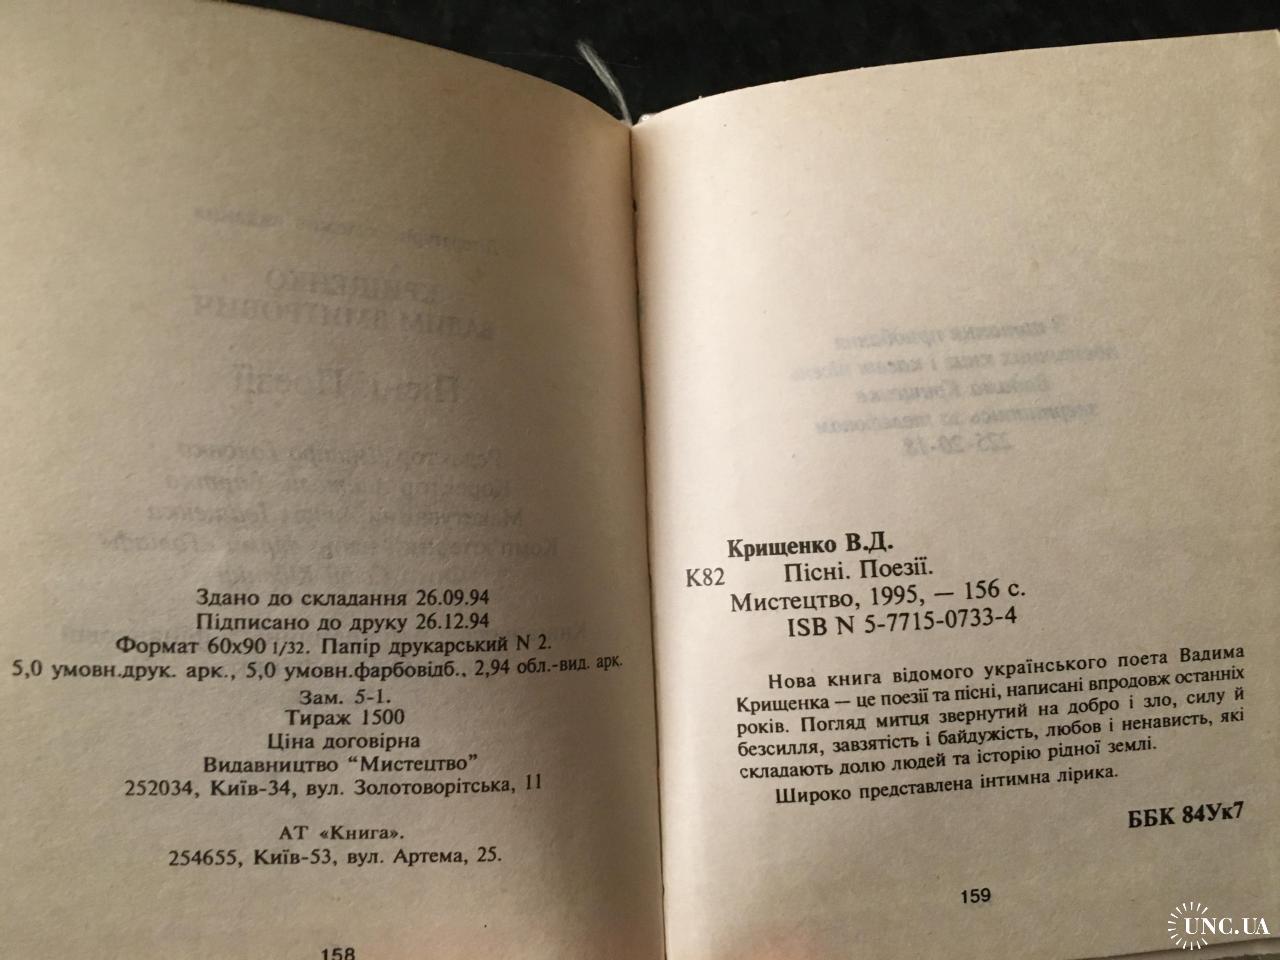 Здано до складання 26.09.94
Підписано до друку 26.12.94
Формат 60х90 1/32. Папір друкарський N 2.
5,0 умовн.друк. арк., 5,0 умовн.фарбовідб., 2,94 обл.-вид. арк.
Зам. 5-1.
Тираж 1500
Ціна договірна
Видавництво “Мистецтво”
252034, Київ-34, вул. Золотоворітська, 11
АТ «Книга».
254655, Київ-53, вул. Артема, 25.
158
Крищенко В.Д.
К82 Пісні. Поезії.
Мистецтво, 1995, — 156 с.
ISB N 5-7715-0733-4
Нова книга відомого українського поета Вадима
Крищенка — це поезії та пісні, написані впродовж останніх
років. Погляд митця звернутий на добро і зло, силу й
безсилля, завзятість і байдужість, любов і ненависть, які
складають долю людей та історію рідної землі.
Широко представлена інтимна лірика.
ББК 84Ук7
159
UNC.UA